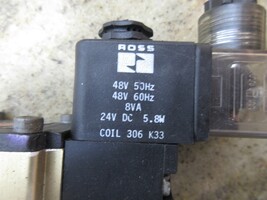 ROSS
R
48V 50Hz
48V 60Hz
8VA
24V DC 5.8W
COIL 306 K33